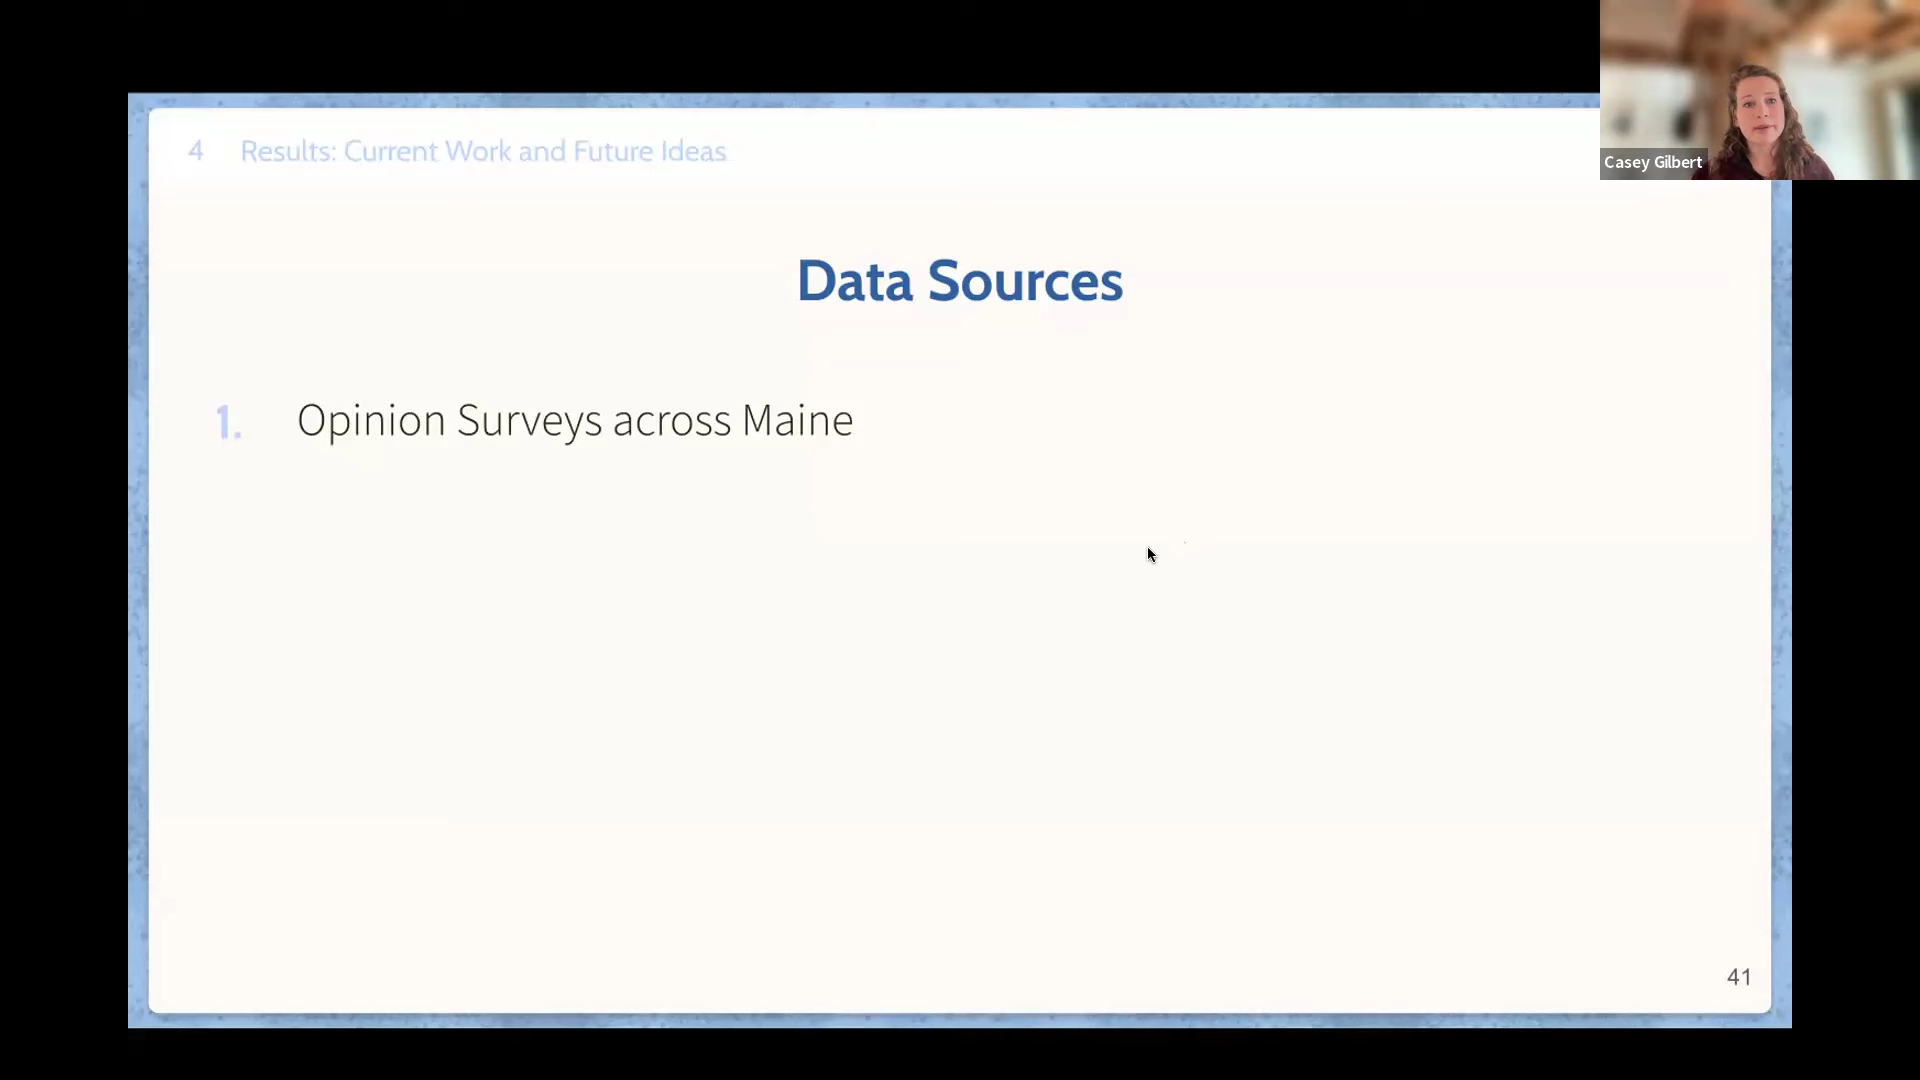 4 Results: Current Work and Future Ideas
Casey Gilbert
Data Sources
1. Opinion Surveys across Maine
41